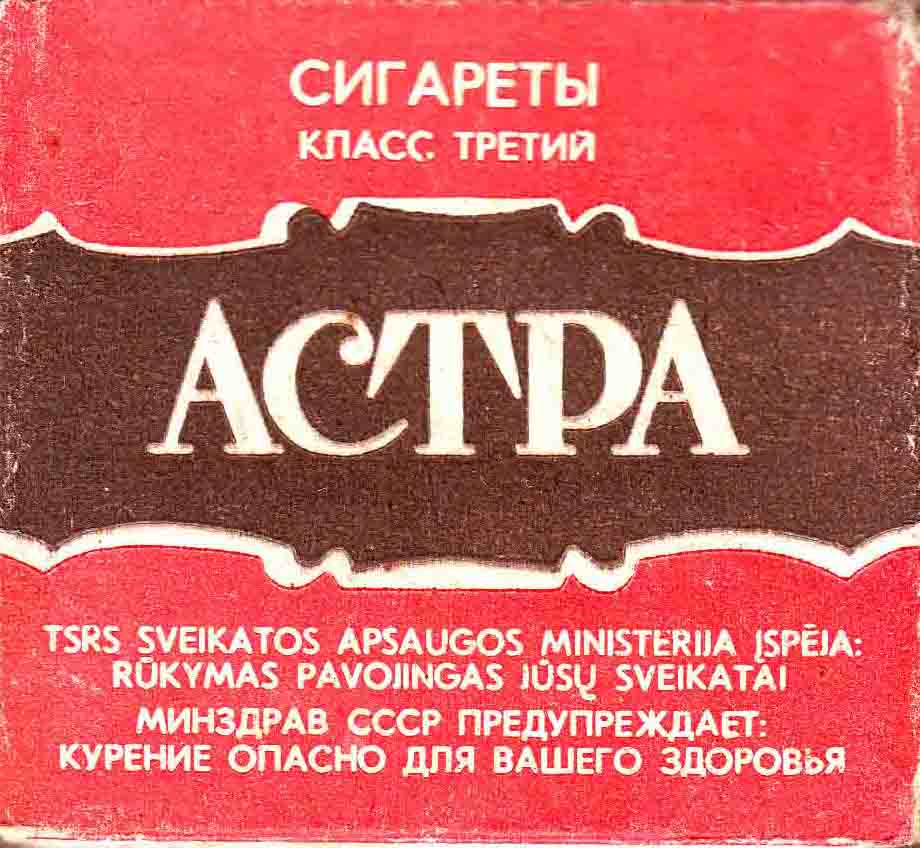 СИГАРЕТЫ
КЛАСС ТРЕТИЙ
АСТРА
TSRS SVEIKATOS APSAUGOS MINISTERIJA ĮSPĖJA:
RŪKYMAS PAVOJINGAS JŪSŲ SVEIKATAI
МИНЗДРАВ СССР ПРЕДУПРЕЖДАЕТ:
КУРЕНИЕ ОПАСНО ДЛЯ ВАШЕГО ЗДОРОВЬЯ